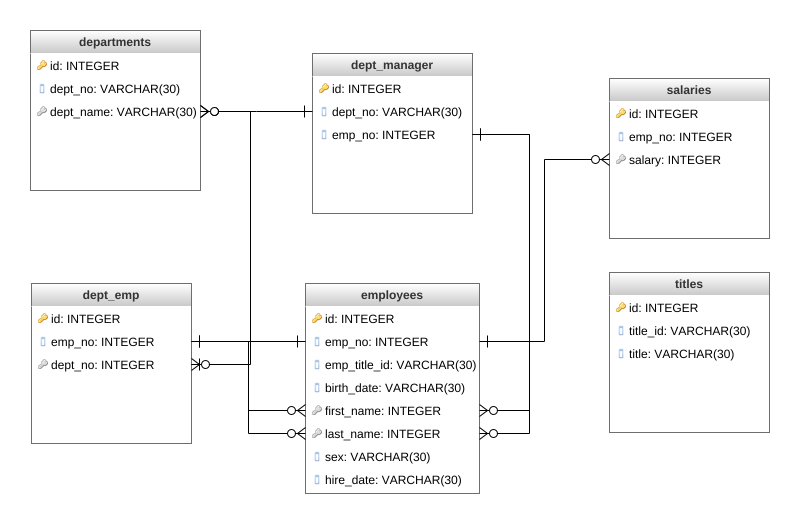 departments
id: INTEGER
dept_no: VARCHAR(30)
dept_name: VARCHAR(30)
dept_manager
id: INTEGER
dept_no: VARCHAR(30)
emp_no: INTEGER
salaries
id: INTEGER
emp_no: INTEGER
salary: INTEGER
dept_emp
id: INTEGER
emp_no: INTEGER
dept_no: INTEGER
employees
id: INTEGER
emp_no: INTEGER
emp_title_id: VARCHAR(30)
birth_date: VARCHAR(30)
first_name: INTEGER
last_name: INTEGER
sex: VARCHAR(30)
hire_date: VARCHAR(30)
titles
id: INTEGER
title_id: VARCHAR(30)
title: VARCHAR(30)